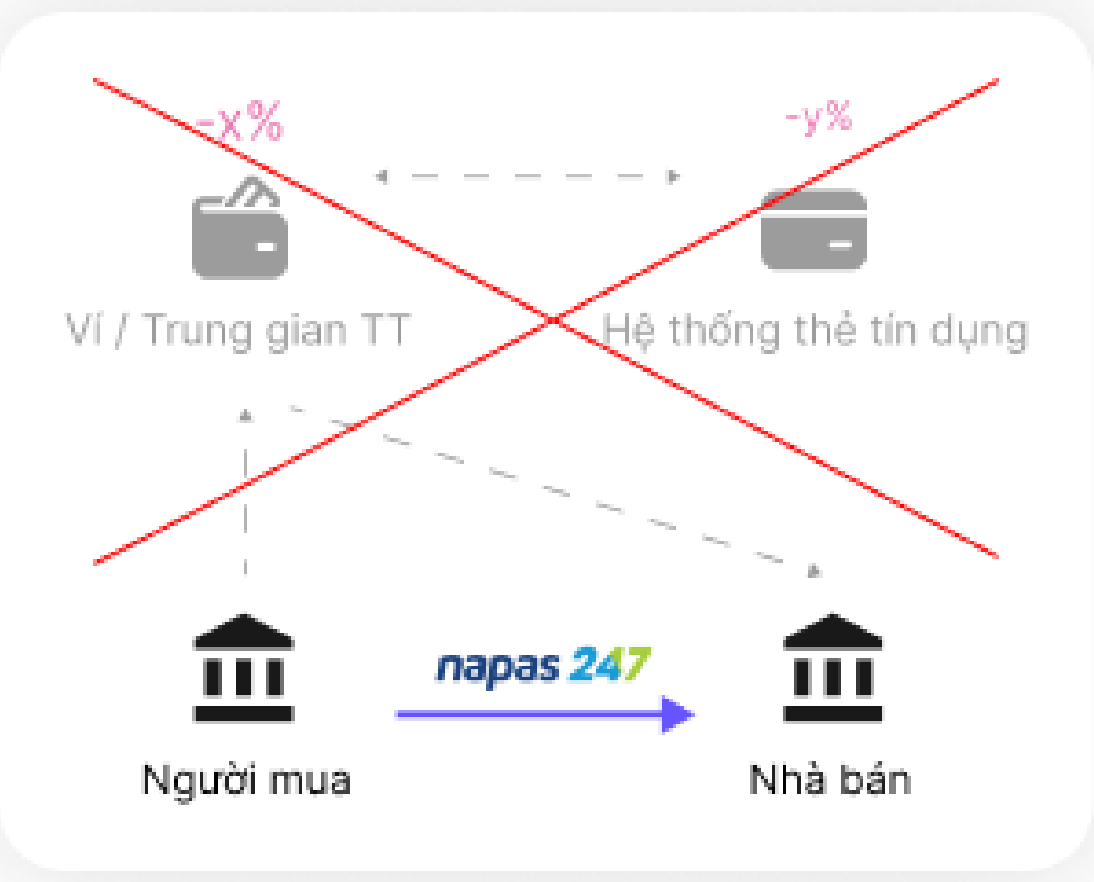 -x%
-y%
Ví / Trung gian TT
Hệ thống thẻ tín dụng
napas 247
Người mua
Nhà bán